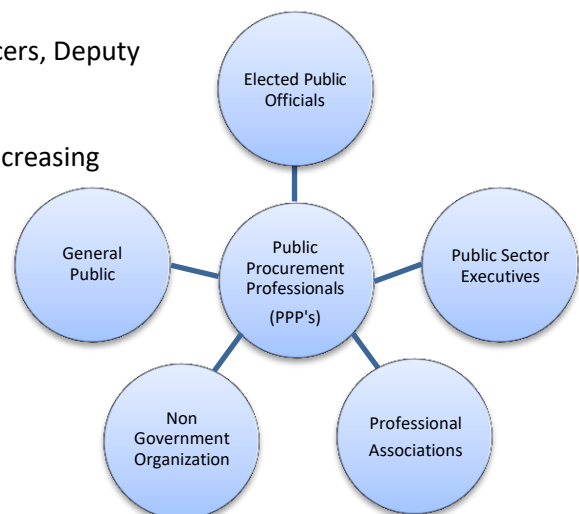 cers, Deputy
Elected Public
Officials
creasing
General
Public
Public
Procurement
Professionals
(PPP's)
Public Sector
Executives
Non
Government
Organization
Professional
Associations